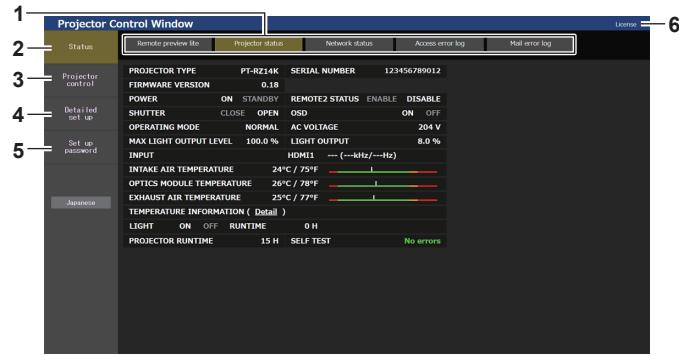 1
Projector Control Window
License
6
2
Status
Remote preview lite
Projector status
Network status
Access error log
Mail error log
3
Projector
control
4
Detailed
set up
5
Set up
password
Japanese
PROJECTOR TYPE PT-RZ14K SERIAL NUMBER 123456789012
FIRMWARE VERSION 0.18
POWER ON STANDBY REMOTE2 STATUS ENABLE DISABLE
SHUTTER CLOSE OPEN OSD ON OFF
OPERATING MODE NORMAL AC VOLTAGE 204 V
MAX LIGHT OUTPUT LEVEL 100.0 % LIGHT OUTPUT 8.0 %
INPUT HDMI1 --- (---kHz/---Hz)
INTAKE AIR TEMPERATURE 24°C / 75°F
OPTICS MODULE TEMPERATURE 26°C / 78°F
EXHAUST AIR TEMPERATURE 25°C / 77°F
TEMPERATURE INFORMATION ( Detail )
LIGHT ON OFF RUNTIME 0 H
PROJECTOR RUNTIME 15 H SELF TEST No errors